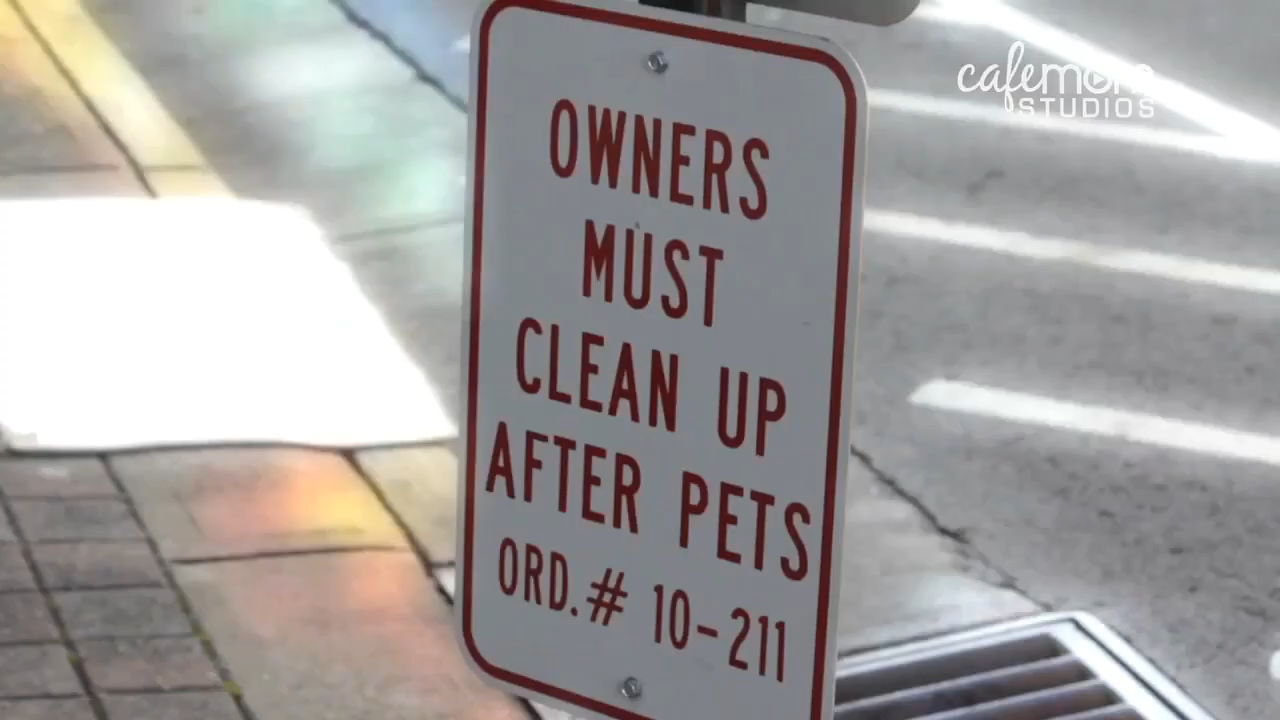 cafemom
STUDIOS
OWNERS
MUST
CLEAN UP
AFTER PETS
ORD.# 10-211